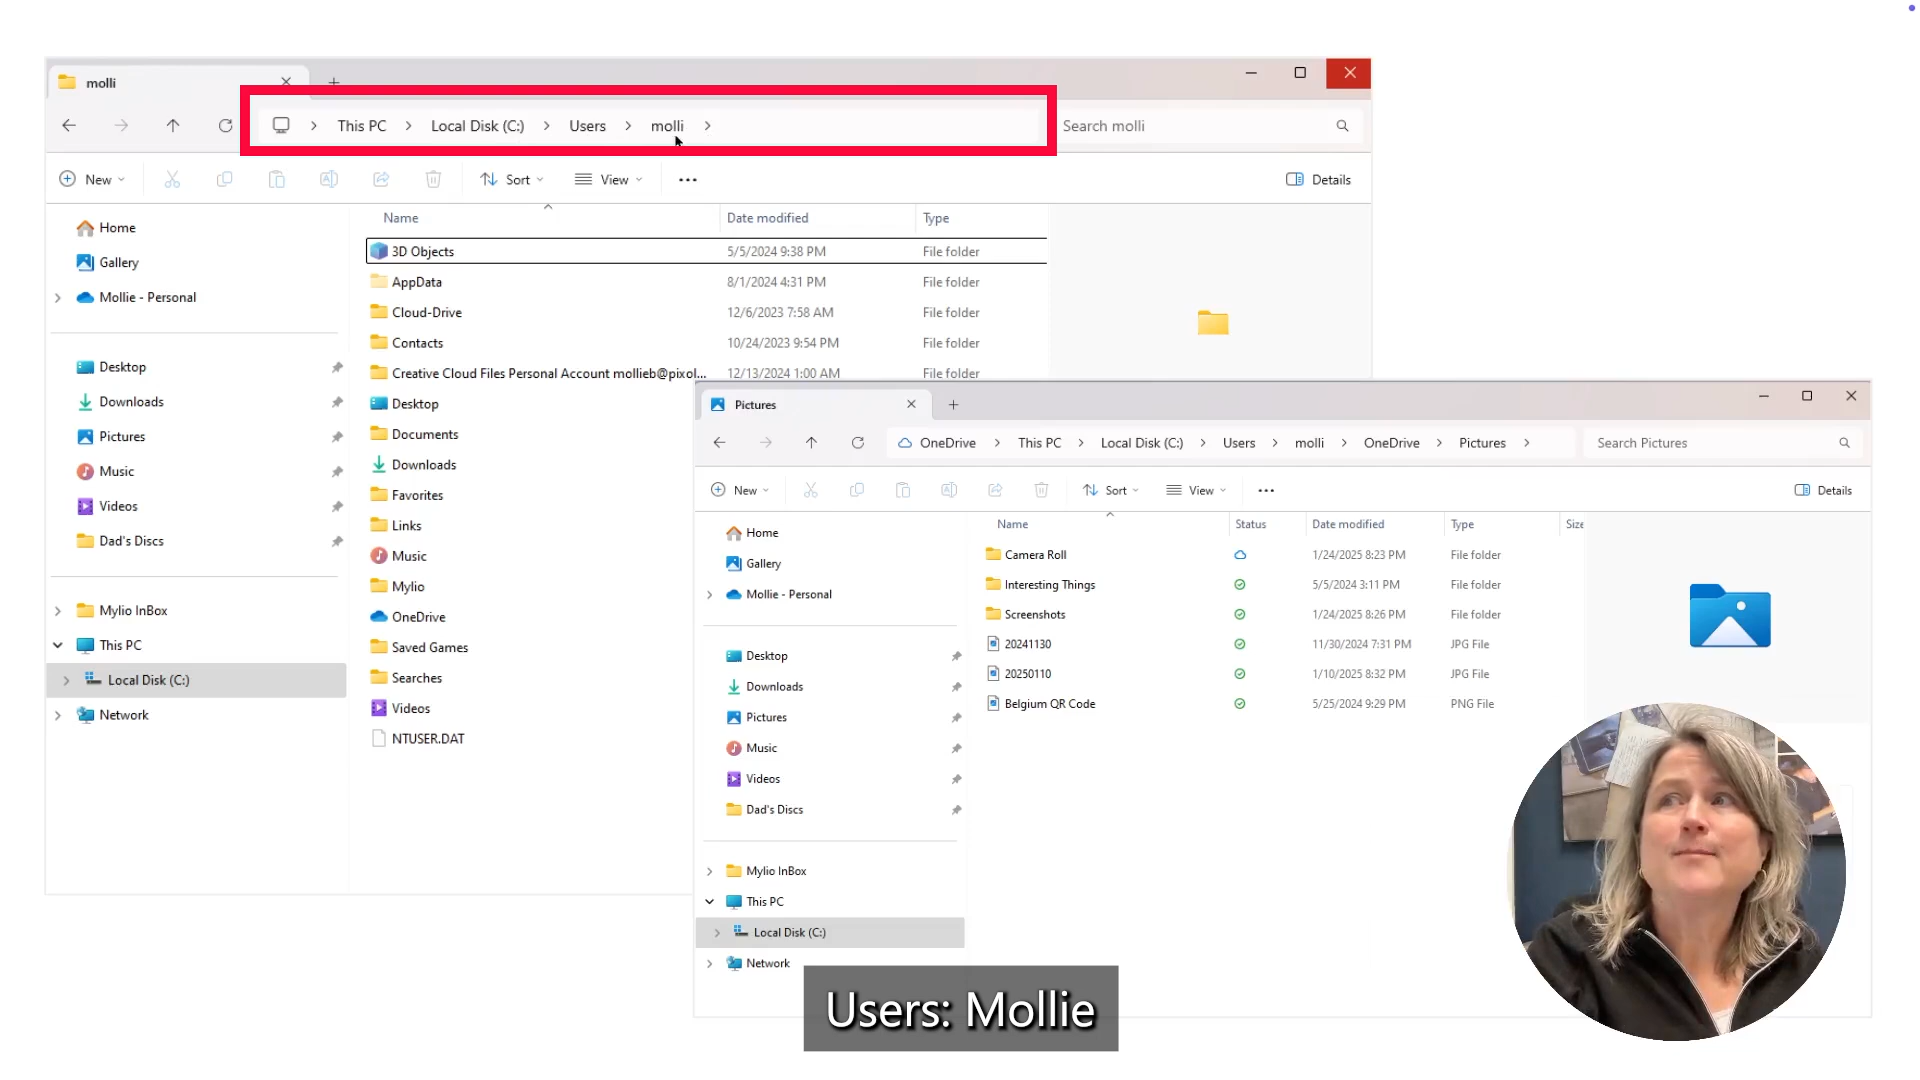 molli
This PC > Local Disk (C:) > Users > molli >
Search molli
New
Sort
View
Details
Home
Gallery
Mollie - Personal
Desktop
Downloads
Pictures
Music
Videos
Dad's Discs
Mylio InBox
This PC
Local Disk (C:)
Network
Name Date modified Type
3D Objects 5/5/2024 9:38 PM File folder
AppData 8/1/2024 4:31 PM File folder
Cloud-Drive 12/6/2023 7:58 AM File folder
Contacts 10/24/2023 9:54 PM File folder
Creative Cloud Files Personal Account mollieb@pixol... 12/13/2024 1:00 AM File folder
Desktop
Documents
Downloads
Favorites
Links
Music
Mylio
OneDrive
Saved Games
Searches
Videos
NTUSER.DAT
Pictures
OneDrive > This PC > Local Disk (C:) > Users > molli > OneDrive > Pictures >
Search Pictures
New
Sort
View
Details
Home
Gallery
Mollie - Personal
Desktop
Downloads
Pictures
Music
Videos
Dad's Discs
Mylio InBox
This PC
Local Disk (C:)
Network
Name Status Date modified Type Size
Camera Roll 1/24/2025 8:23 PM File folder
Interesting Things 5/5/2024 3:11 PM File folder
Screenshots 1/24/2025 8:26 PM File folder
20241130 11/30/2024 7:31 PM JPG File
20250110 1/10/2025 8:32 PM JPG File
Belgium QR Code 5/25/2024 9:29 PM PNG File
Users: Mollie